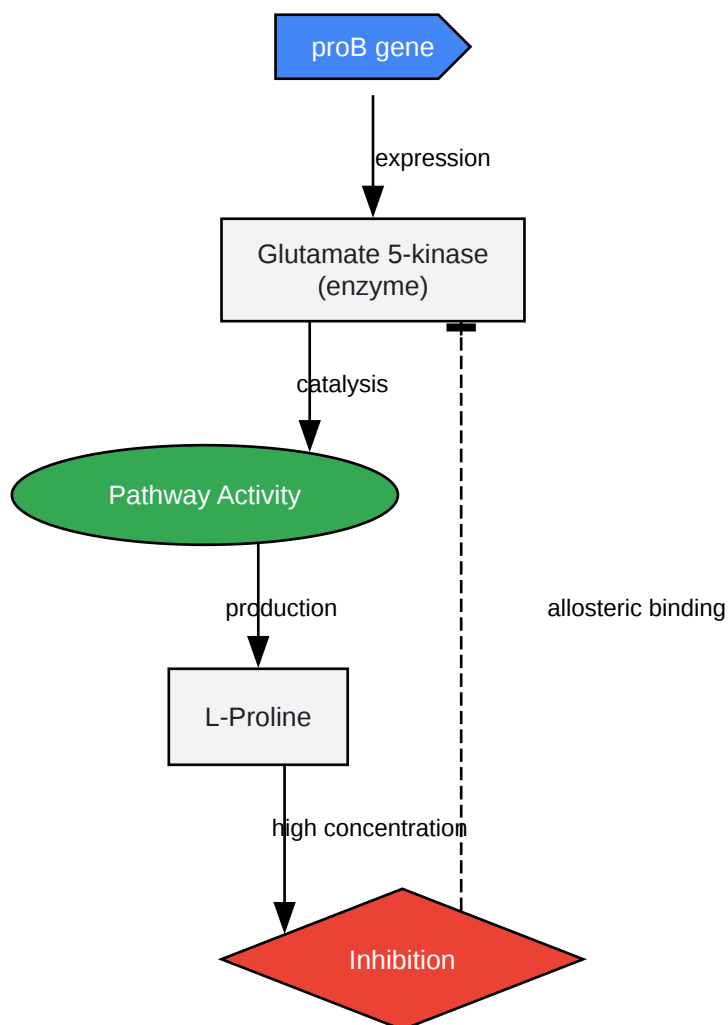 proB gene
expression
Glutamate 5-kinase
(enzyme)
catalysis
Pathway Activity
production
allosteric binding
L-Proline
high concentration
Inhibition